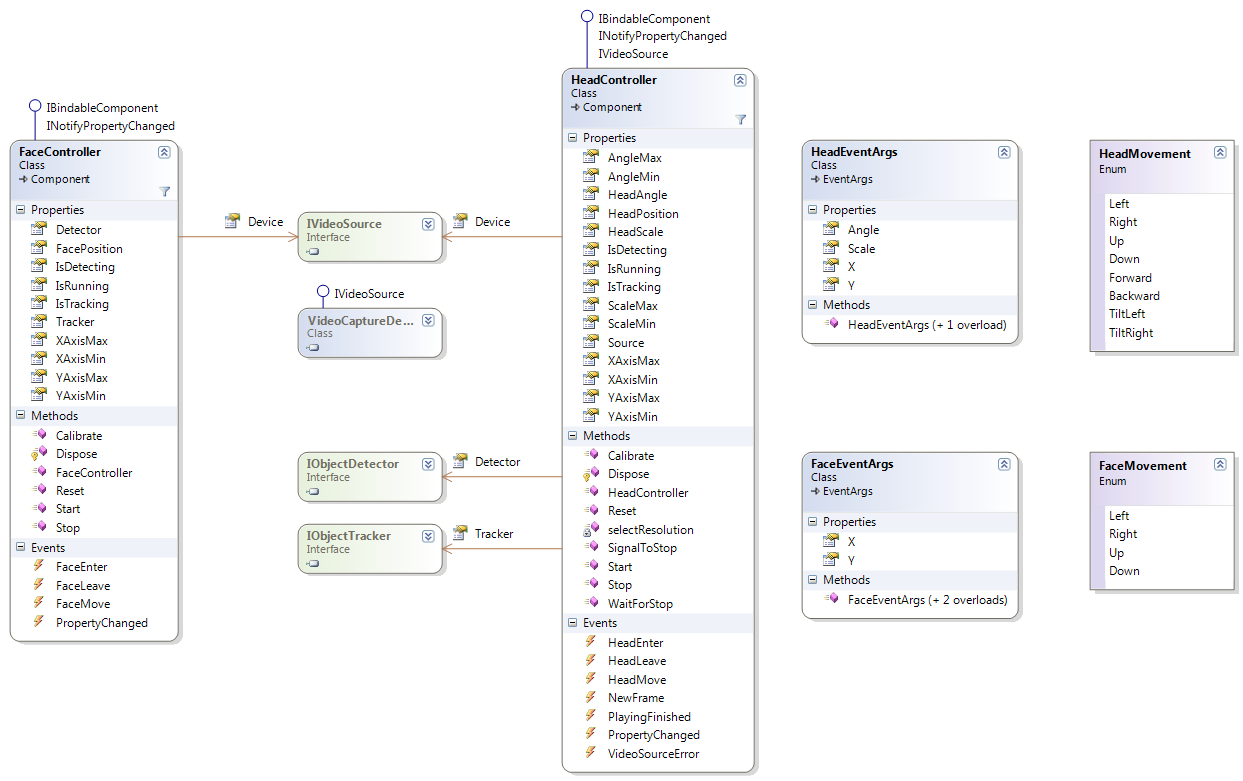 IBindableComponent
INotifyPropertyChanged
FaceController
Class
Component
Properties
Detector
FacePosition
IsDetecting
IsRunning
IsTracking
Tracker
XAxisMax
XAxisMin
YAxisMax
YAxisMin
Methods
Calibrate
Dispose
FaceController
Reset
Start
Stop
Events
FaceEnter
FaceLeave
FaceMove
PropertyChanged
Device
IVideoSource
Interface
Device
IVideoSource
VideoCaptureDe...
Class
IObjectDetector
Interface
Detector
IObjectTracker
Interface
Tracker
IBindableComponent
INotifyPropertyChanged
IVideoSource
HeadController
Class
Component
Properties
AngleMax
AngleMin
HeadAngle
HeadPosition
HeadScale
IsDetecting
IsRunning
IsTracking
ScaleMax
ScaleMin
Source
XAxisMax
XAxisMin
YAxisMax
YAxisMin
Methods
Calibrate
Dispose
HeadController
Reset
selectResolution
SignalToStop
Start
Stop
WaitForStop
Events
HeadEnter
HeadLeave
HeadMove
NewFrame
PlayingFinished
PropertyChanged
VideoSourceError
HeadEventArgs
Class
EventArgs
Properties
Angle
Scale
X
Y
Methods
HeadEventArgs (+ 1 overload)
HeadMovement
Enum
Left
Right
Up
Down
Forward
Backward
TiltLeft
TiltRight
FaceEventArgs
Class
EventArgs
Properties
X
Y
Methods
FaceEventArgs (+ 2 overloads)
FaceMovement
Enum
Left
Right
Up
Down